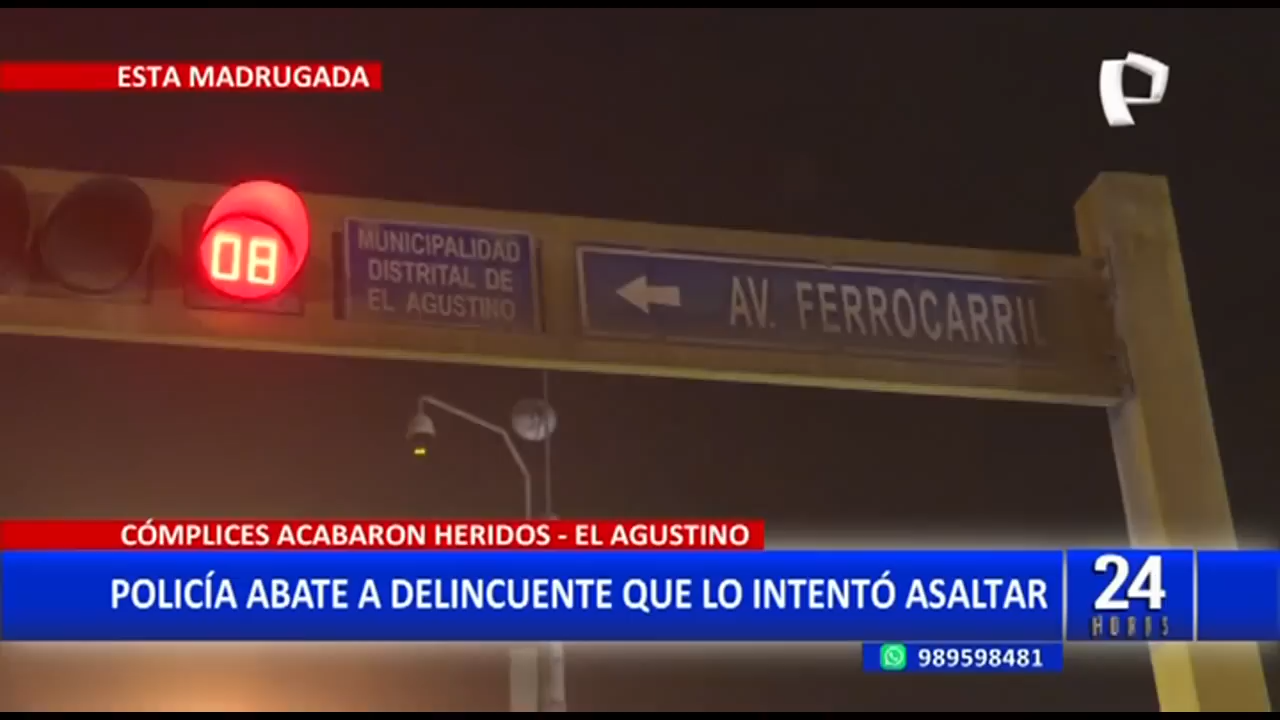 ESTA MADRUGADA
08
MUNICIPALIDAD
DISTRITAL DE
EL AGUSTINO
AV. FERROCARRIL
CÓMPLICES ACABARON HERIDOS - EL AGUSTINO
POLICÍA ABATE A DELINCUENTE QUE LO INTENTÓ ASALTAR
24
HORAS
989598481